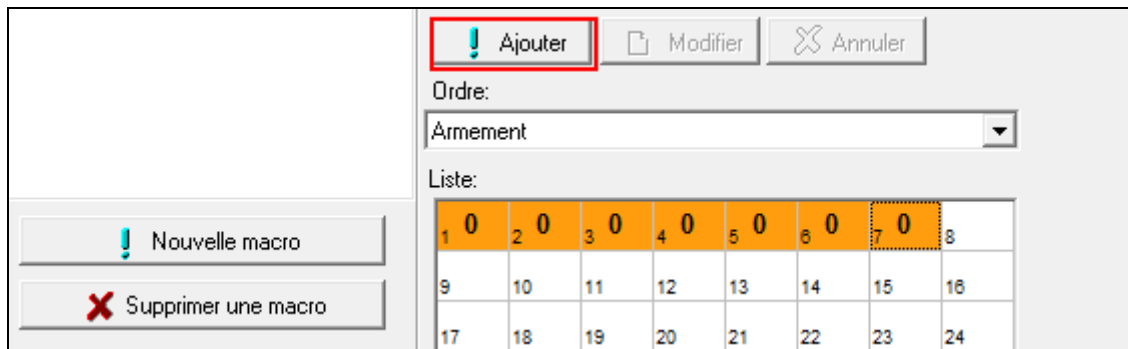 Ajouter Modifier Annuler
Ordre:
Armement
Liste:
1 0 2 0 3 0 4 0 5 0 6 0 7 0 8
Nouvelle macro
9 10 11 12 13 14 15 16
Supprimer une macro
17 18 19 20 21 22 23 24